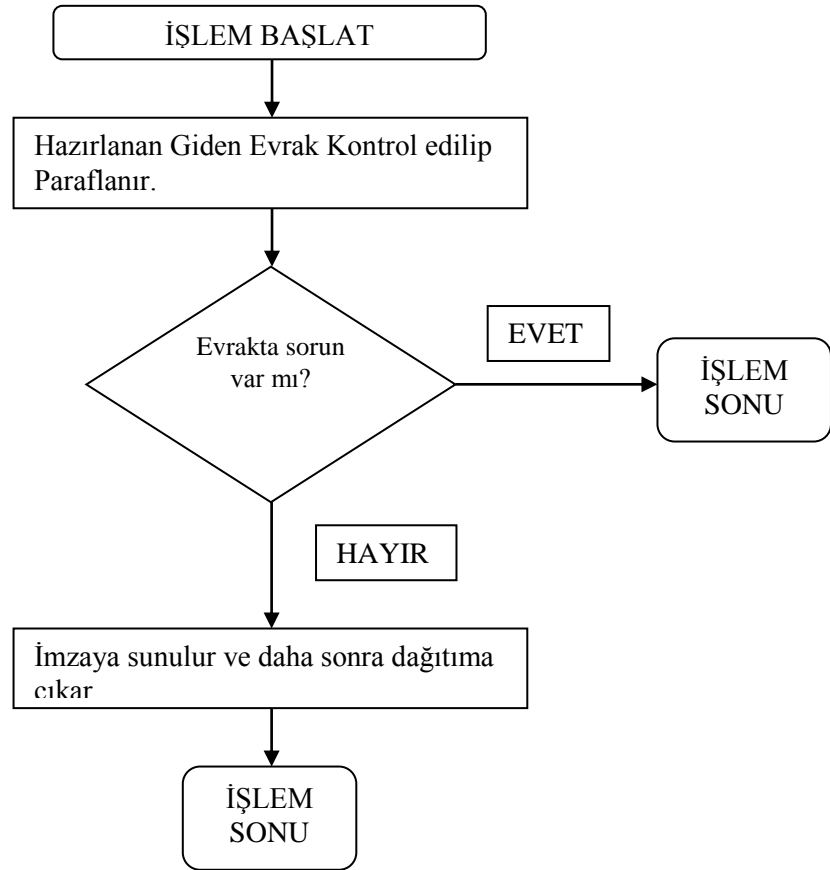 İŞLEM BAŞLAT
Hazırlanan Giden Evrak Kontrol edilip
Paraflanır.
Evrakta sorun
var mı?
EVET
İŞLEM
SONU
HAYIR
İmzaya sunulur ve daha sonra dağıtıma
çıkar
İŞLEM
SONU